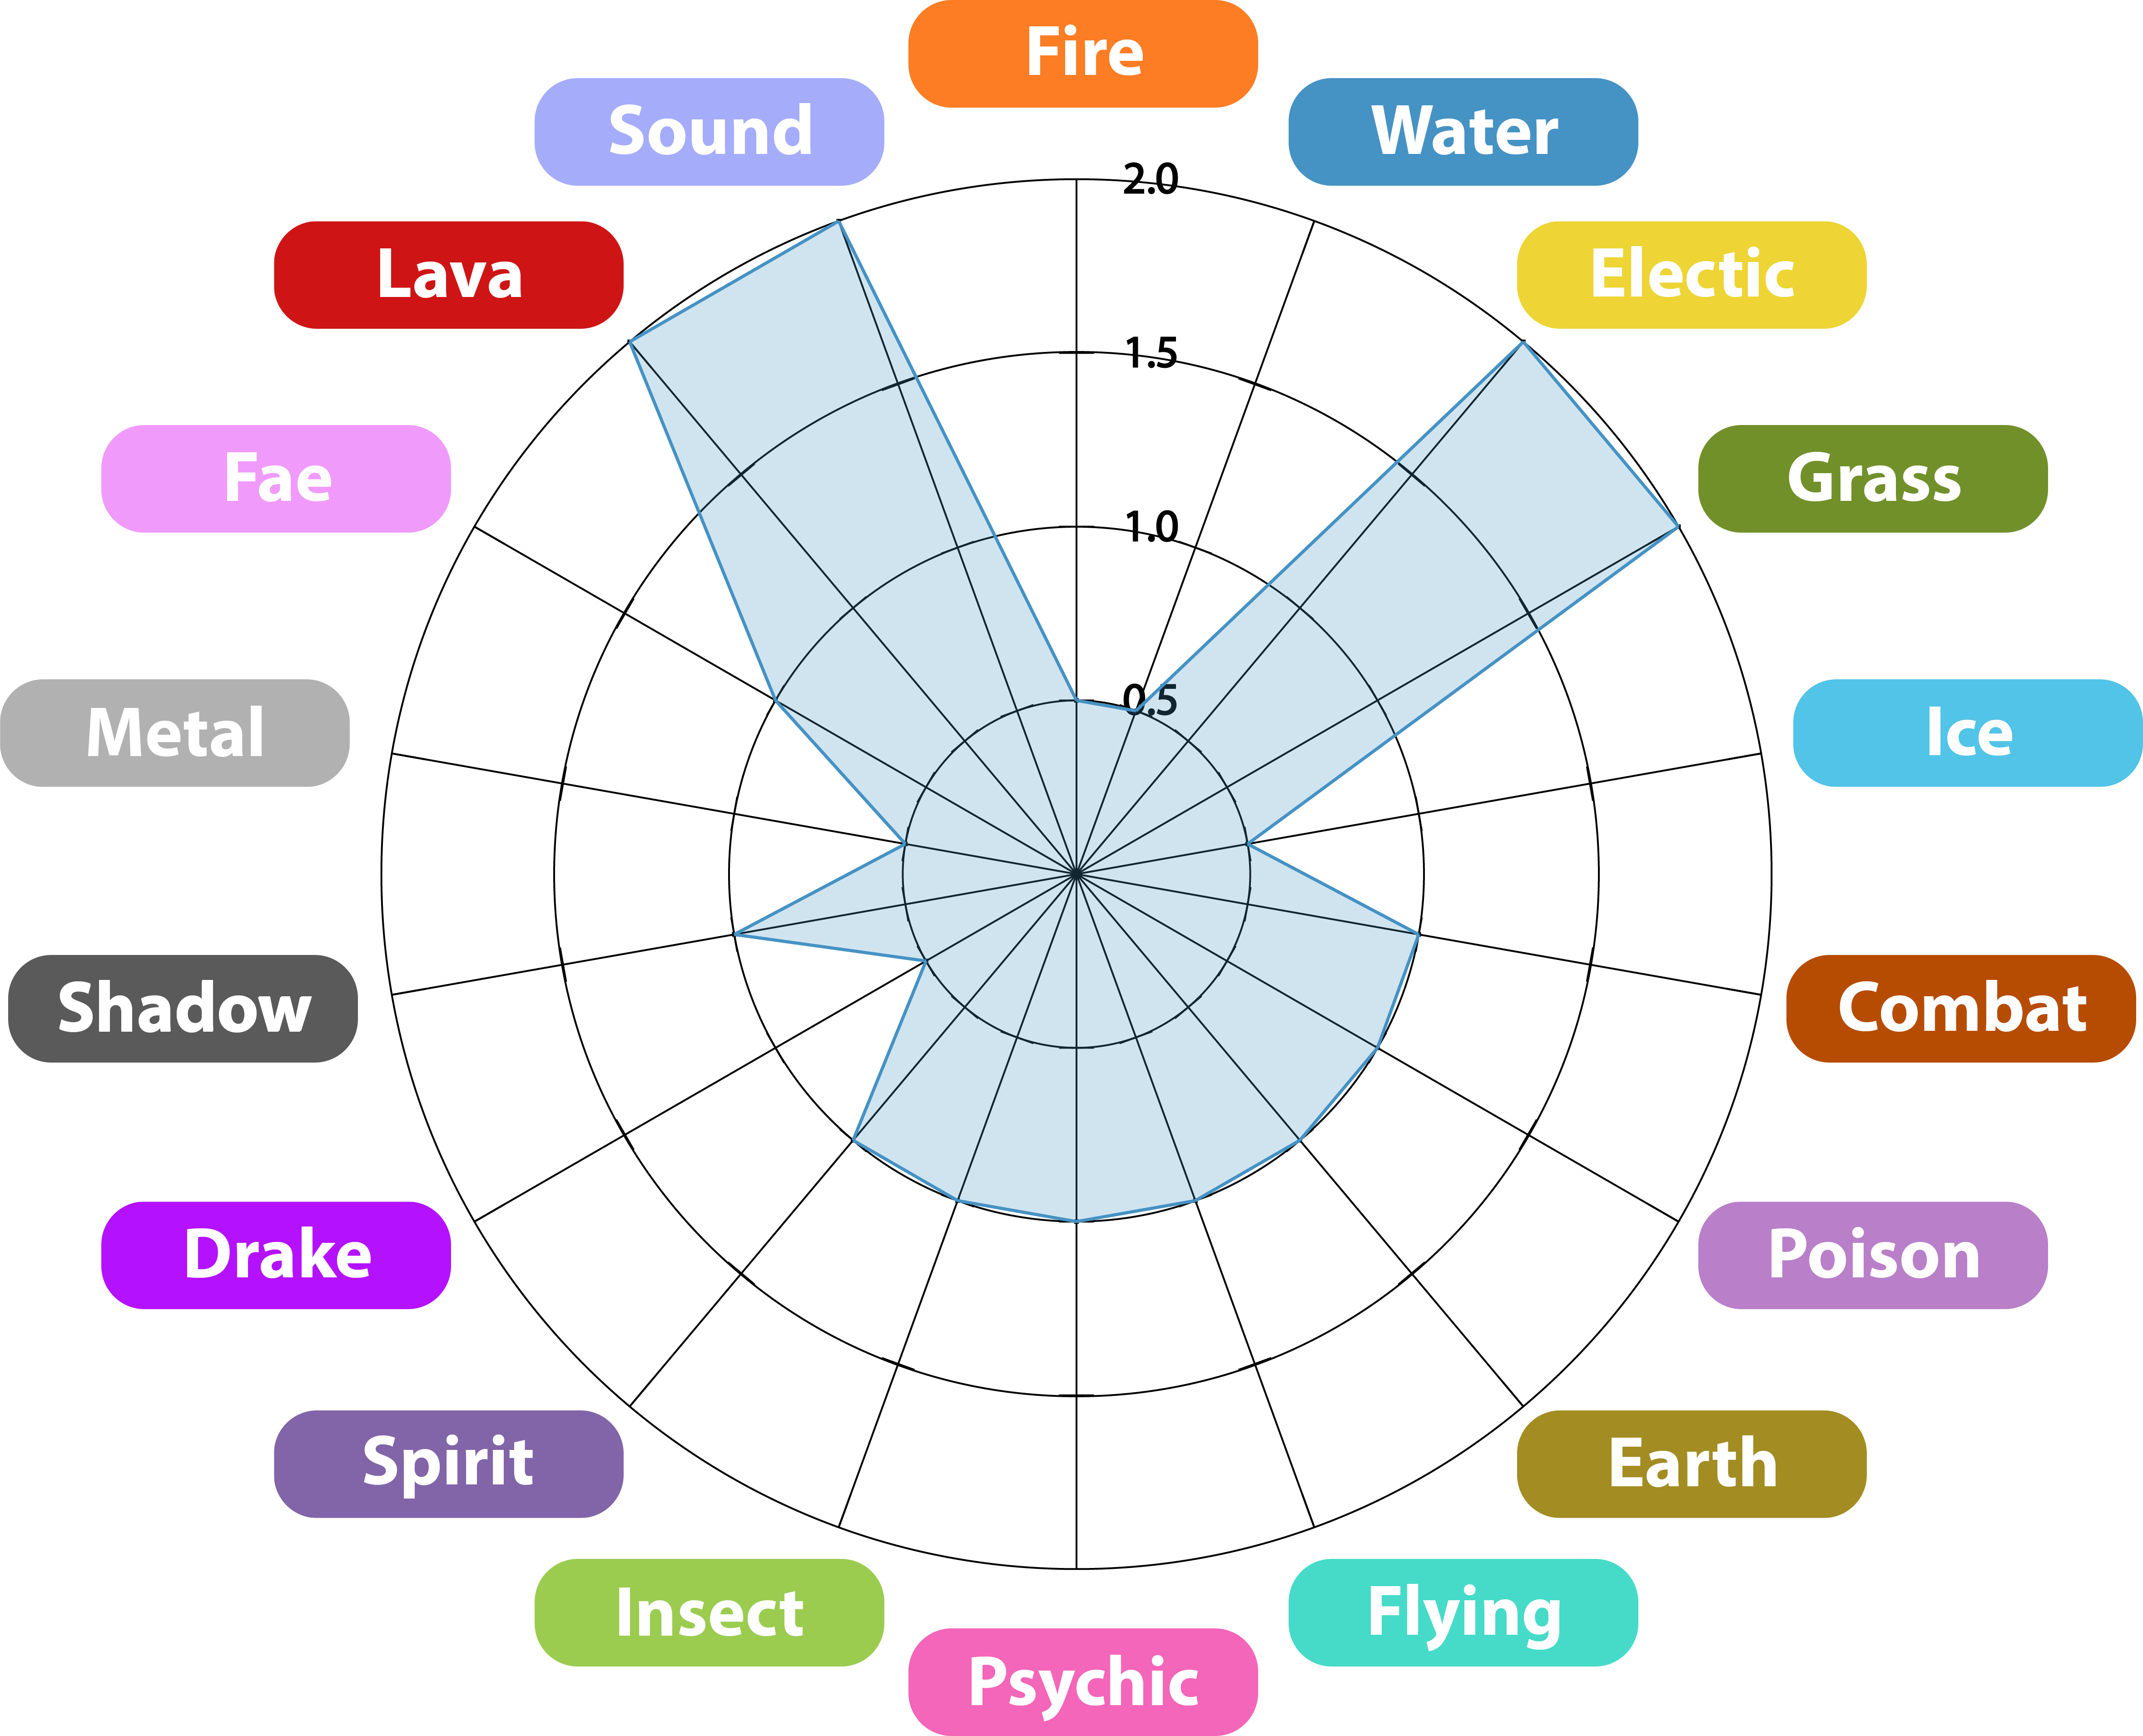 Fire
Sound
Water
2.0
Lava
Electic
1.5
Fae
Grass
1.0
Metal
0.5
Ice
Shadow
Combat
Drake
Poison
Spirit
Earth
Insect
Flying
Psychic